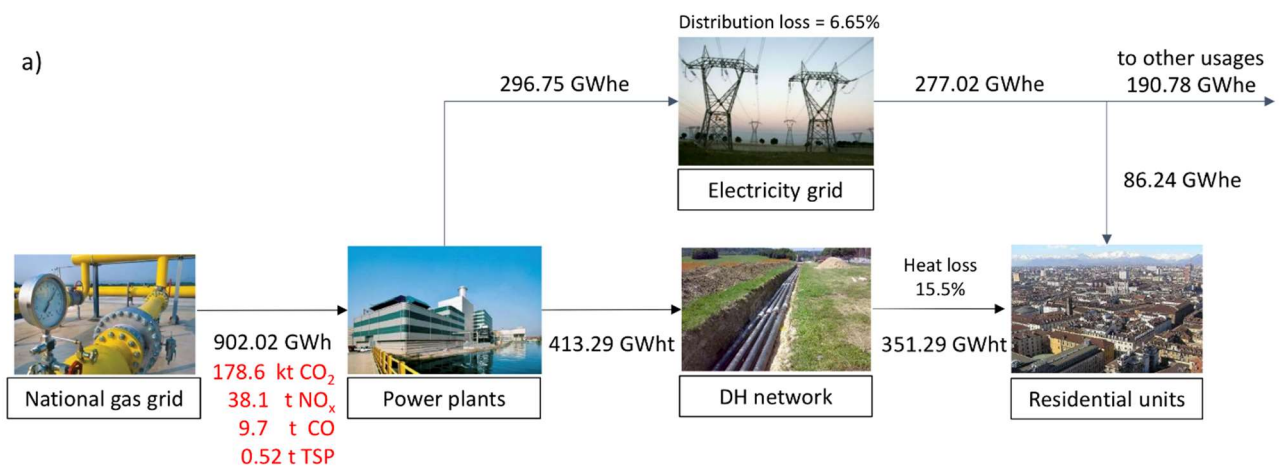 a)
Distribution loss = 6.65%
296.75 GWhe
277.02 GWhe
to other usages
190.78 GWhe
Electricity grid
86.24 GWhe
902.02 GWh
178.6 kt CO₂
38.1 t NOₓ
9.7 t CO
0.52 t TSP
413.29 GWht
Heat loss
15.5%
351.29 GWht
National gas grid
Power plants
DH network
Residential units